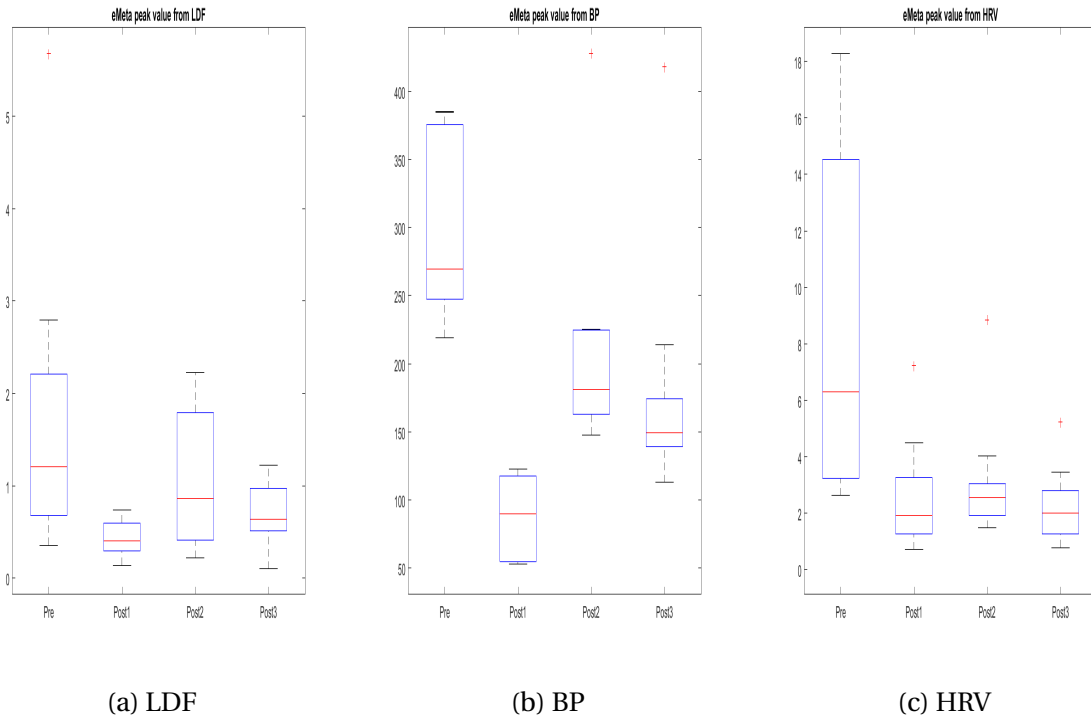 eMeta peak value from LDF
5
4
3
2
1
0
Pre Post1 Post2 Post3
(a) LDF
eMeta peak value from BP
400
350
300
250
200
150
100
50
Pre Post1 Post2 Post3
(b) BP
eMeta peak value from HRV
18
16
14
12
10
8
6
4
2
0
Pre Post1 Post2 Post3
(c) HRV